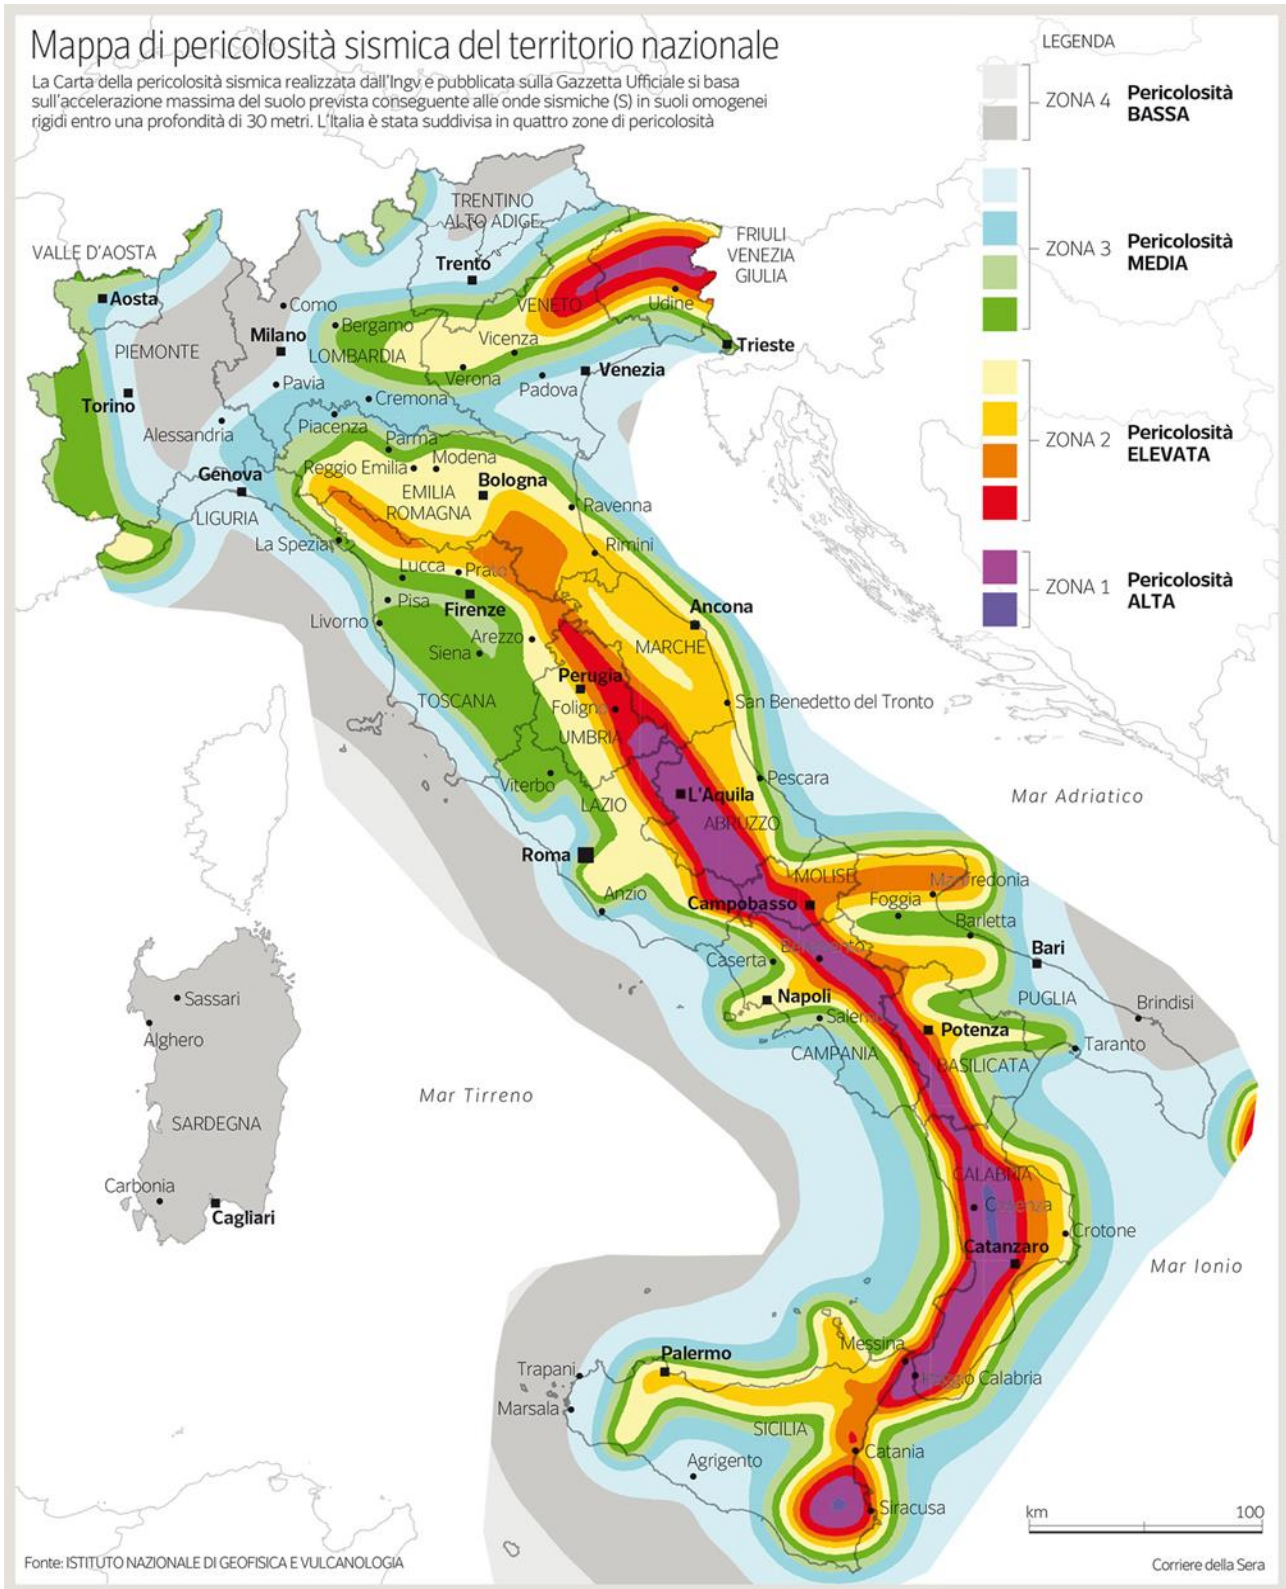 Mappa di pericolosità sismica del territorio nazionale
La Carta della pericolosità sismica realizzata dall'Ingv e pubblicata sulla Gazzetta Ufficiale si basa
sull'accelerazione massima del suolo prevista conseguente alle onde sismiche (S) in suoli omogenei
rigidi entro una profondità di 30 metri. L'Italia è stata suddivisa in quattro zone di pericolosità
LEGENDA
ZONA 4
Pericolosità
BASSA
ZONA 3
Pericolosità
MEDIA
ZONA 2
Pericolosità
ELEVATA
ZONA 1
Pericolosità
ALTA
TRENTINO
ALTO ADIGE
VALLE D'AOSTA
FRIULI
VENEZIA
GIULIA
Trento
Aosta
Como
VENETO
Udine
Bergamo
Milano
Vicenza
Trieste
PIEMONTE
LOMBARDIA
Venezia
Verona
Pavia
Padova
Torino
Cremona
Piacenza
Alessandria
Parma
Modena
Reggio Emilia
Genova
Bologna
EMILIA
ROMAGNA
Ravenna
LIGURIA
La Spezia
Rimini
Lucca
Prato
Pisa
Firenze
Ancona
Livorno
Arezzo
MARCHE
Siena
Perugia
TOSCANA
Foligno
San Benedetto del Tronto
UMBRIA
Viterbo
Pescara
L'Aquila
LAZIO
Mar Adriatico
ABRUZZO
Roma
MOLISE
Manfredonia
Anzio
Campobasso
Foggia
Barletta
Benevento
Bari
Caserta
Sassari
Napoli
PUGLIA
Brindisi
Salerno
Alghero
Potenza
Taranto
CAMPANIA
BASILICATA
Mar Tirreno
SARDEGNA
CALABRIA
Carbonia
Cosenza
Cagliari
Crotone
Catanzaro
Mar Ionio
Messina
Palermo
Trapani
Reggio Calabria
Marsala
SICILIA
Catania
Agrigento
Siracusa
km 100
Fonte: ISTITUTO NAZIONALE DI GEOFISICA E VULCANOLOGIA
Corriere della Sera